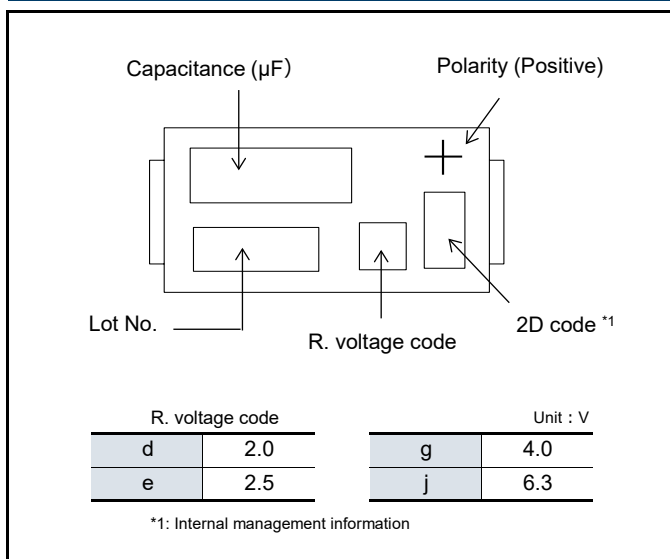 Capacitance (μF)
Polarity (Positive)
+
Lot No.
R. voltage code
2D code *1
R. voltage code
Unit : V
d 2.0 g 4.0
e 2.5 j 6.3
*1: Internal management information